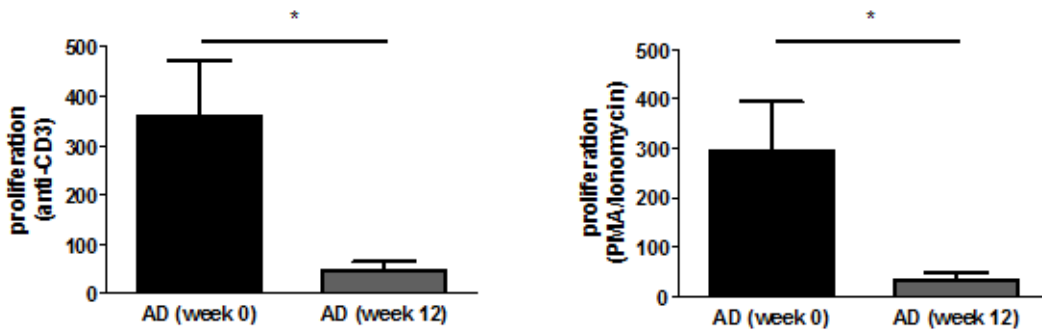 *
500
400
300
200
100
0
proliferation
(anti-CD3)
AD (week 0)
AD (week 12)
*
500
400
300
200
100
0
proliferation
(PMA/Ionomycin)
AD (week 0)
AD (week 12)